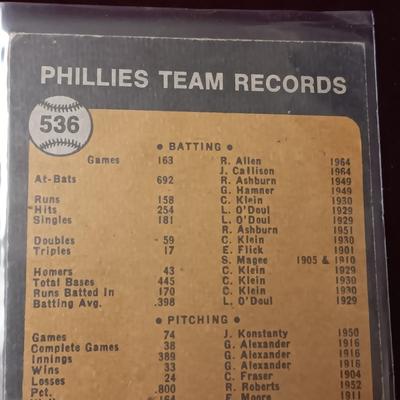 PHILLIES TEAM RECORDS
536
• BATTING •
Games 163 R. Allen 1964
J. Callison 1964
At-Bats 692 R. Ashburn 1949
G. Hamner 1949
Runs 158 C. Klein 1930
Hits 254 L. O'Doul 1929
Singles 181 L. O'Doul 1929
R. Ashburn 1951
Doubles 59 C. Klein 1930
Triples 17 E. Flick 1901
S. Magee 1905 & 1910
Homers 43 C. Klein 1929
Total Bases 445 C. Klein 1930
Runs Batted In 170 C. Klein 1930
Batting Avg. .398 L. O'Doul 1929
• PITCHING •
Games 74 J. Konstanty 1950
Complete Games 38 G. Alexander 1916
Innings 389 G. Alexander 1916
Wins 33 G. Alexander 1916
Losses 24 C. Fraser 1904
Pct. .800 R. Roberts 1952
164 E. Moore 1911